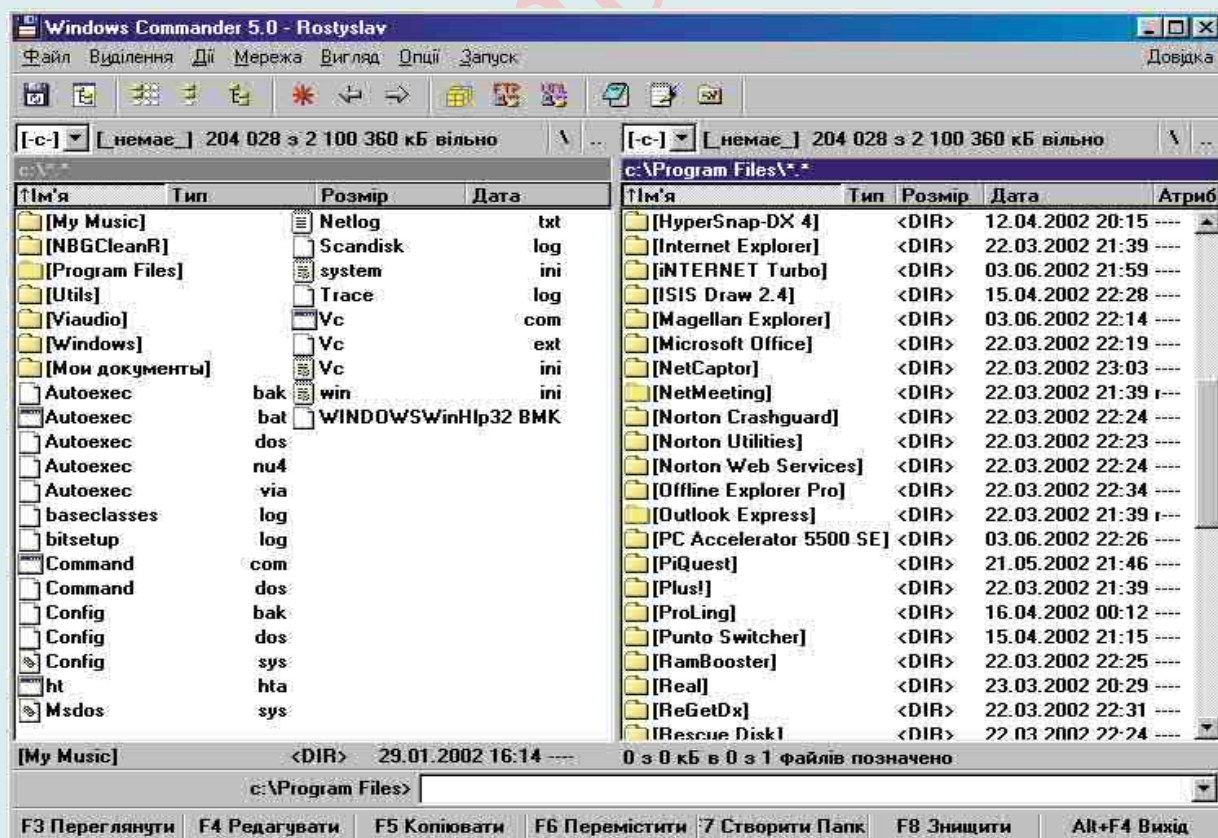 Windows Commander 5.0 - Rostyslav
Файл Виділення Дії Мережа Вигляд Опції Запуск Довідка
[-c-] [_немає_] 204 028 з 2 100 360 кБ вільно \ .. [-c-] [_немає_] 204 028 з 2 100 360 кБ вільно \ ..
c:\*.* c:\Program Files\*.*
↑Ім'я Тип Розмір Дата ↑Ім'я Тип Розмір Дата Атриб
[My Music] Netlog txt [HyperSnap-DX 4] <DIR> 12.04.2002 20:15 ----
[NBGCleanR] Scandisk log [Internet Explorer] <DIR> 22.03.2002 21:39 ----
[Program Files] system ini [iNTERNET Turbo] <DIR> 03.06.2002 21:59 ----
[Utils] Trace log [ISIS Draw 2.4] <DIR> 15.04.2002 22:28 ----
[Viaudio] Vc com [Magellan Explorer] <DIR> 03.06.2002 22:14 ----
[Windows] Vc ext [Microsoft Office] <DIR> 22.03.2002 22:19 ----
[Мои документы] Vc ini [NetCaptor] <DIR> 22.03.2002 23:03 ----
Autoexec bak win ini [NetMeeting] <DIR> 22.03.2002 21:39 r---
Autoexec bat WINDOWSWinHlp32 BMK [Norton Crashguard] <DIR> 22.03.2002 22:24 ----
Autoexec dos [Norton Utilities] <DIR> 22.03.2002 22:23 ----
Autoexec nu4 [Norton Web Services] <DIR> 22.03.2002 22:24 ----
Autoexec via [Offline Explorer Pro] <DIR> 22.03.2002 22:34 ----
baseclasses log [Outlook Express] <DIR> 22.03.2002 21:39 r---
bitsetup log [PC Accelerator 5500 SE] <DIR> 03.06.2002 22:26 ----
Command com [PiQuest] <DIR> 21.05.2002 21:46 ----
Command dos [Plus!] <DIR> 22.03.2002 21:39 ----
Config bak [ProLing] <DIR> 16.04.2002 00:12 ----
Config dos [Punto Switcher] <DIR> 15.04.2002 21:15 ----
Config sys [RamBooster] <DIR> 22.03.2002 22:25 ----
ht hta [Real] <DIR> 23.03.2002 20:29 ----
Msdos sys [ReGetDx] <DIR> 22.03.2002 22:31 ----
[Rescue Disk] <DIR> 22.03.2002 22:24 ----
[My Music] <DIR> 29.01.2002 16:14 ---- 0 з 0 кБ в 0 з 1 файлів позначено
c:\Program Files>
F3 Переглянути F4 Редагувати F5 Копіювати F6 Перемістити 7 Створити Папк F8 Знищити Alt+F4 Вихід